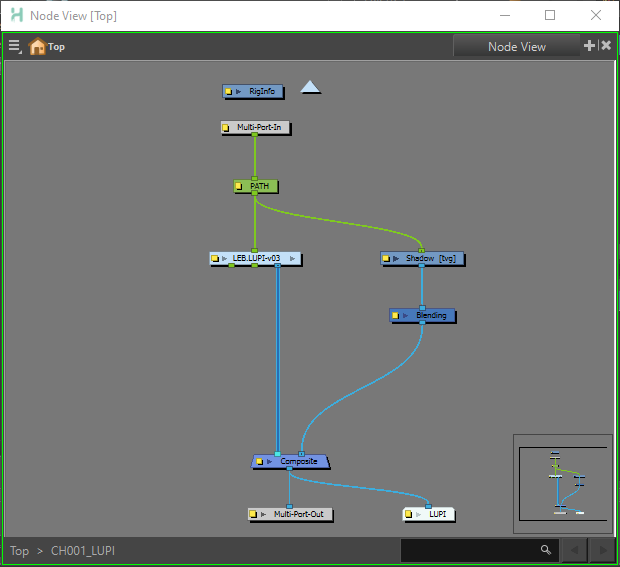 Node View [Top]
Top
Node View
RigInfo
Multi-Port-In
PATH
LEB.LUPI-v03
Shadow [tvg]
Blending
Composite
Multi-Port-Out
LUPI
Top > CH001_LUPI